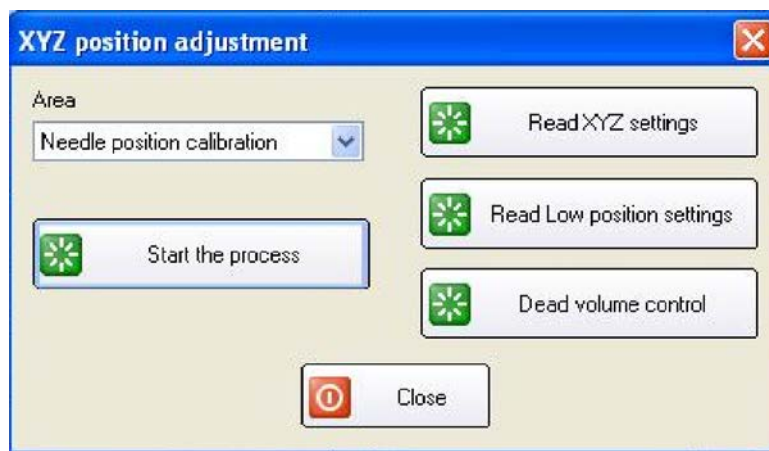 XYZ position adjustment
Area
Needle position calibration
Start the process
Read XYZ settings
Read Low position settings
Dead volume control
Close